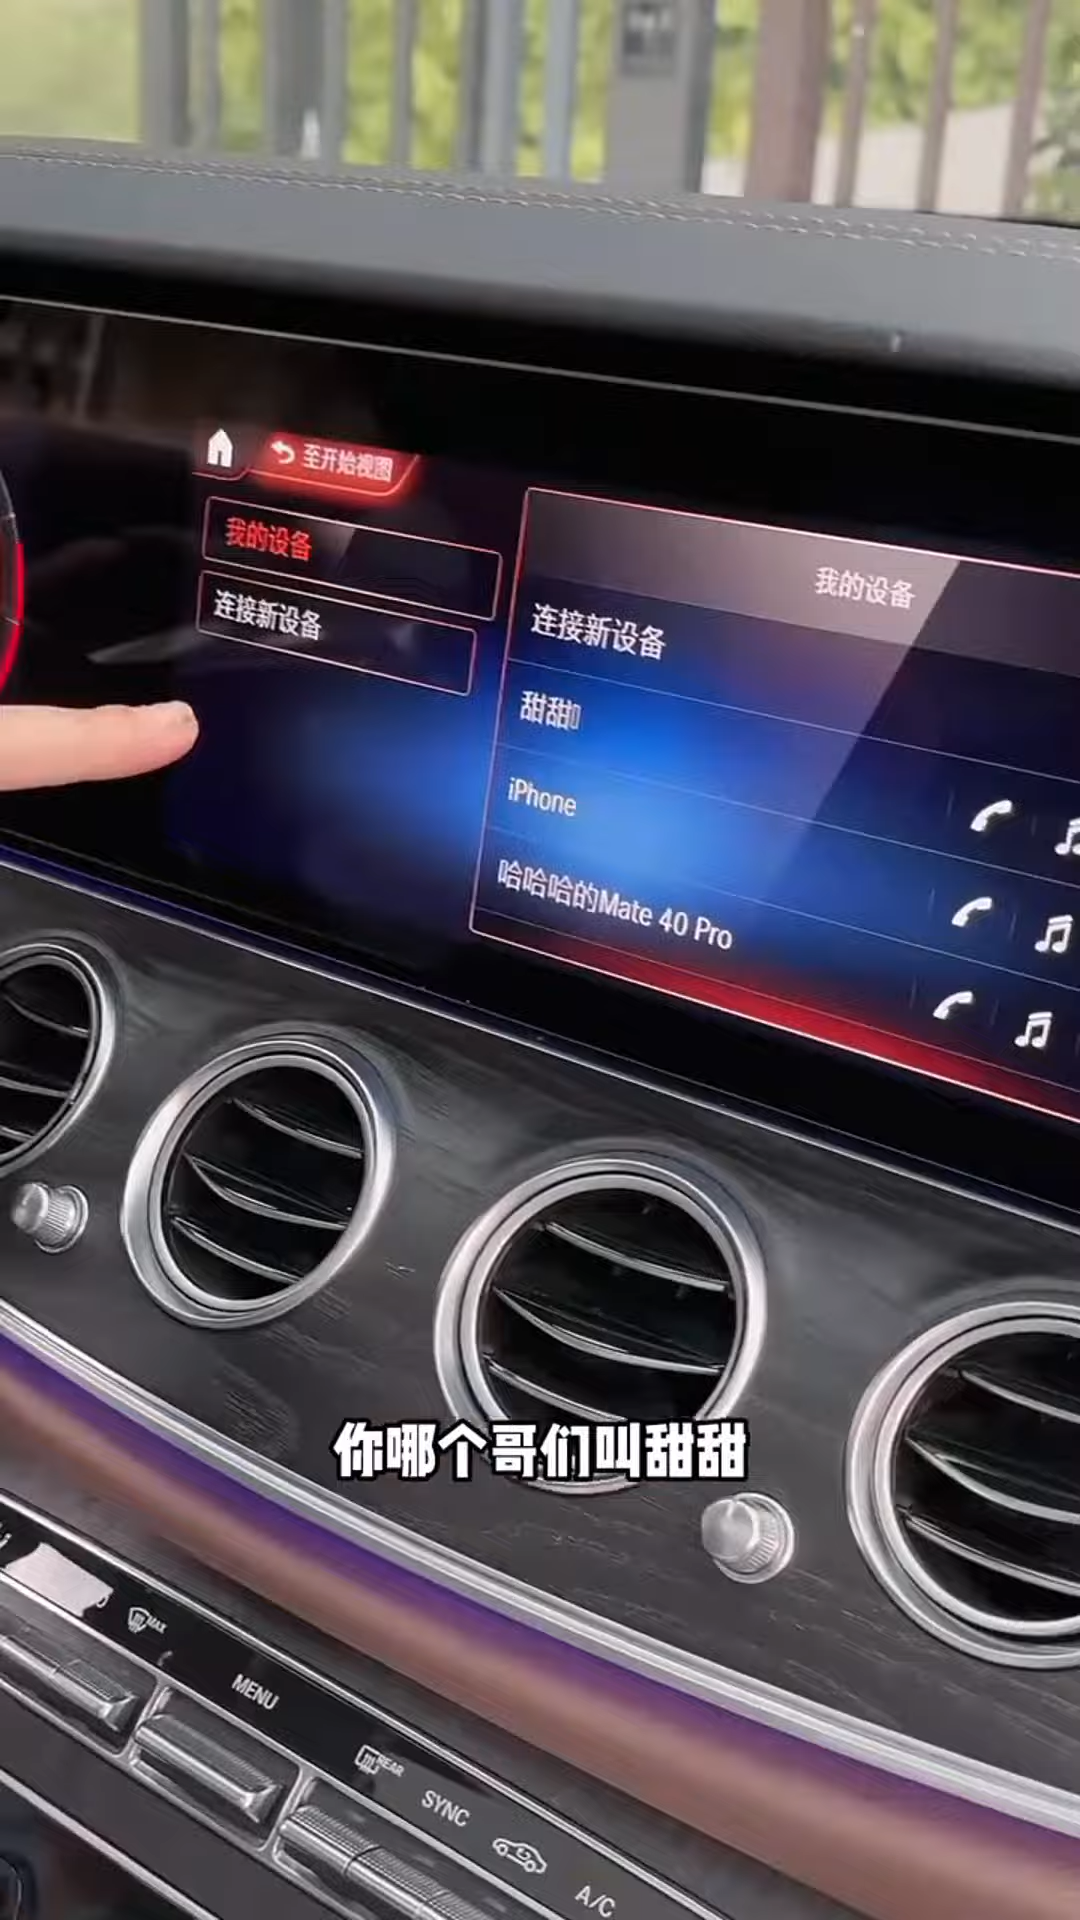 至开始视图
我的设备
我的设备
连接新设备
连接新设备
甜甜
iPhone
哈哈哈的Mate 40 Pro
你哪个哥们叫甜甜
MAX
MENU
REAR
SYNC
A/C